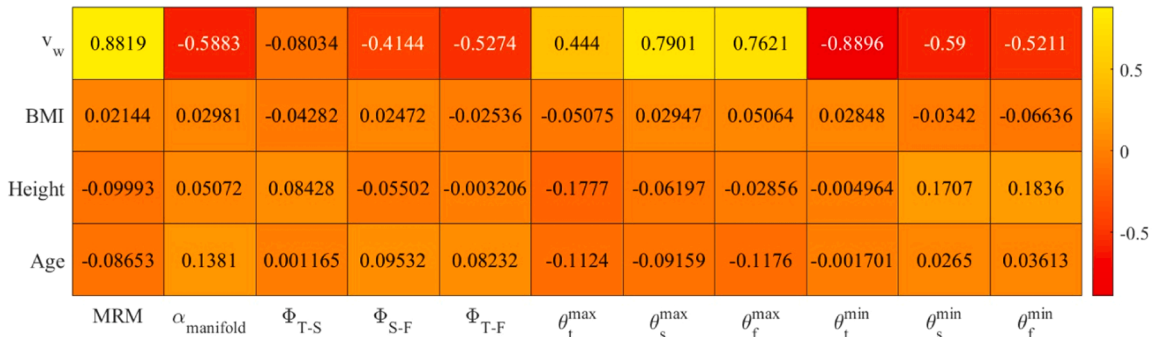 v_w 0.8819 -0.5883 -0.08034 -0.4144 -0.5274 0.444 0.7901 0.7621 -0.8896 -0.59 -0.5211
BMI 0.02144 0.02981 -0.04282 0.02472 -0.02536 -0.05075 0.02947 0.05064 0.02848 -0.0342 -0.06636
Height -0.09993 0.05072 0.08428 -0.05502 -0.003206 -0.1777 -0.06197 -0.02856 -0.004964 0.1707 0.1836
Age -0.08653 0.1381 0.001165 0.09532 0.08232 -0.1124 -0.09159 -0.1176 -0.001701 0.0265 0.03613
MRM α_manifold Φ_T-S Φ_S-F Φ_T-F θ_t^max θ_s^max θ_f^max θ_t^min θ_s^min θ_f^min
0.5
0
-0.5